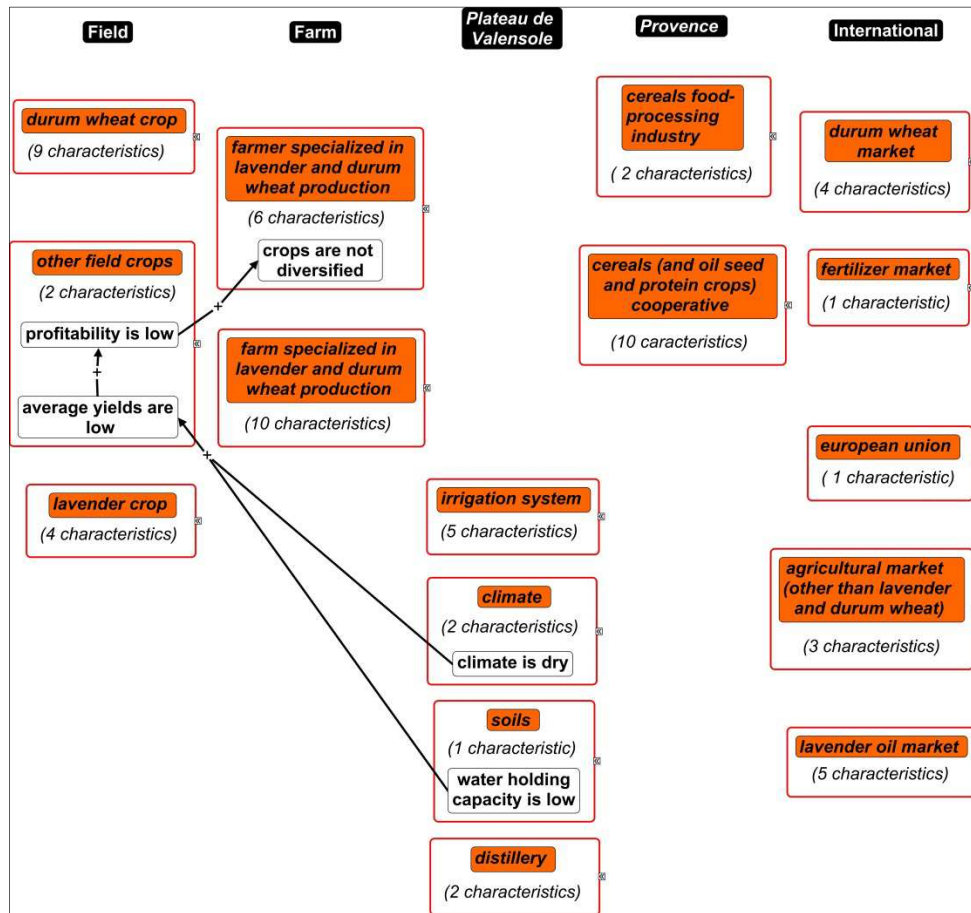 Field
Farm
Plateau de
Valensole
Provence
International
durum wheat crop
(9 characteristics)
other field crops
(2 characteristics)
profitability is low
+
average yields are
low
+
lavender crop
(4 characteristics)
farmer specialized in
lavender and durum
wheat production
(6 characteristics)
crops are not
diversified
+
farm specialized in
lavender and durum
wheat production
(10 characteristics)
irrigation system
(5 characteristics)
climate
(2 characteristics)
climate is dry
soils
(1 characteristic)
water holding
capacity is low
distillery
(2 characteristics)
cereals food-
processing
industry
( 2 characteristics)
cereals (and oil seed
and protein crops)
cooperative
(10 caracteristics)
durum wheat
market
(4 characteristics)
fertilizer market
(1 characteristic)
european union
( 1 characteristic)
agricultural market
(other than lavender
and durum wheat)
(3 characteristics)
lavender oil market
(5 characteristics)